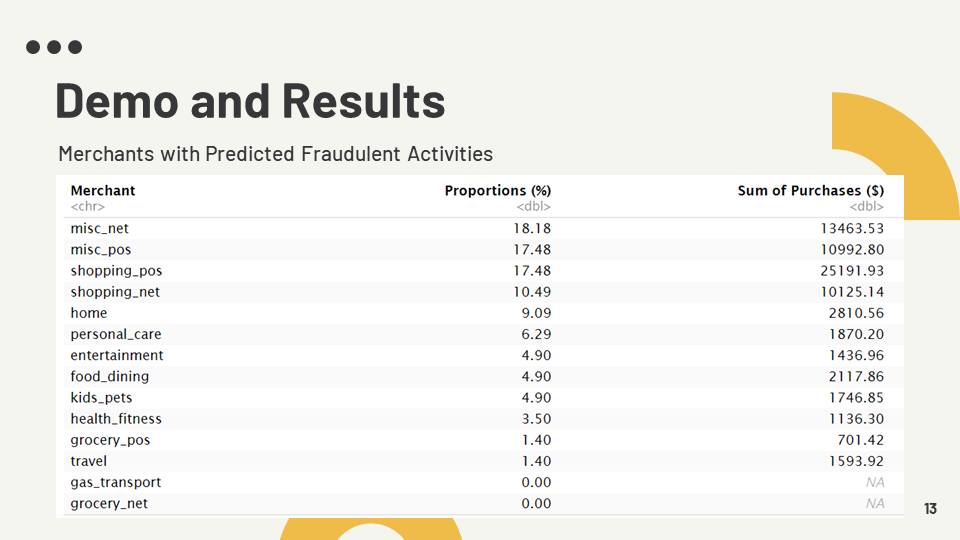 Demo and Results
Merchants with Predicted Fraudulent Activities
Merchant Proportions (%) Sum of Purchases ($)
<chr> <dbl> <dbl>
misc_net 18.18 13463.53
misc_pos 17.48 10992.80
shopping_pos 17.48 25191.93
shopping_net 10.49 10125.14
home 9.09 2810.56
personal_care 6.29 1870.20
entertainment 4.90 1436.96
food_dining 4.90 2117.86
kids_pets 4.90 1746.85
health_fitness 3.50 1136.30
grocery_pos 1.40 701.42
travel 1.40 1593.92
gas_transport 0.00 NA
grocery_net 0.00 NA
13